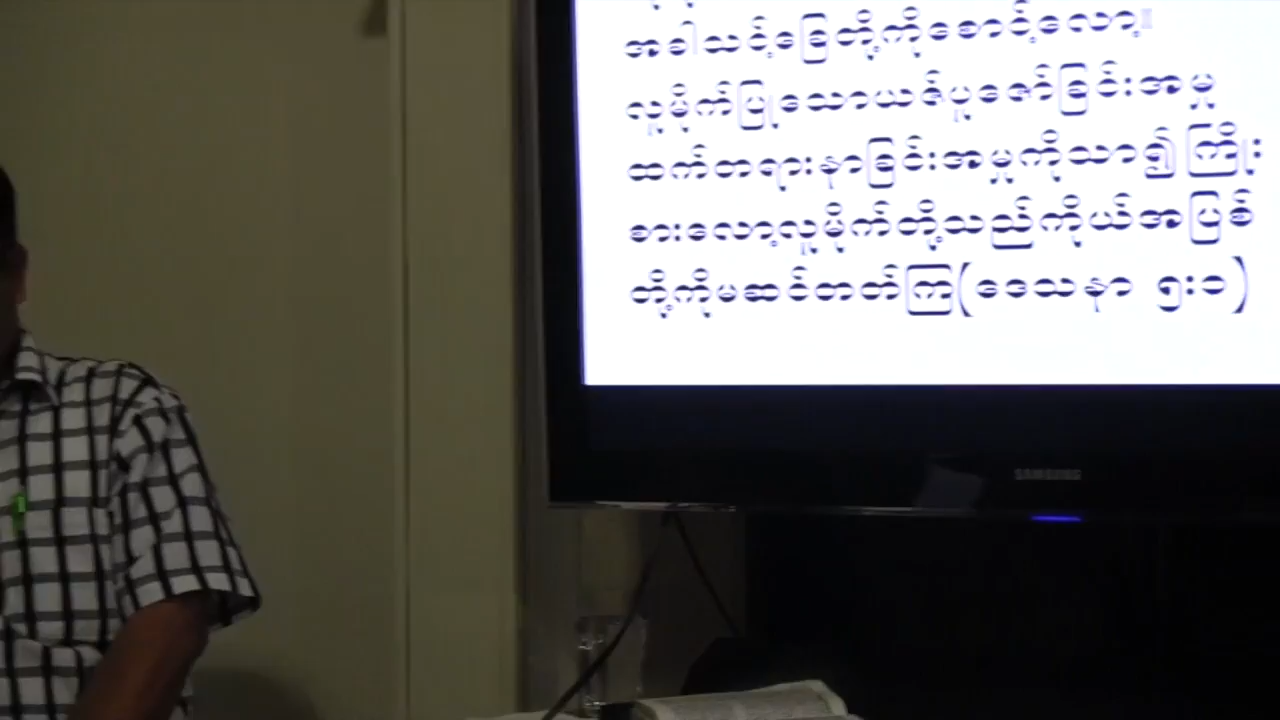 အခါသင့်ခြေတို့ကိုစောင့်လော့။
လူမိုက်ပြုသောယဇ်ပူဇော်ခြင်းအမှု
ထက်တရားနာခြင်းအမှုကိုသာ၍ကြိုး
စားလော့လူမိုက်တို့သည်ကိုယ်အပြစ်
တို့ကိုမဆင်တတ်ကြ(ဒေသနာ ၅း၁)
SAMSUNG